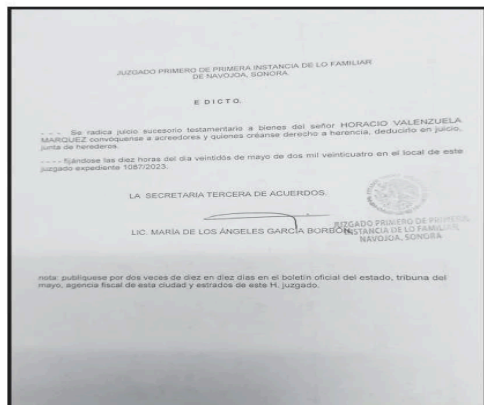 JUZGADO PRIMERO DE PRIMERA INSTANCIA DE LO FAMILIAR
DE NAVOJOA, SONORA.
E D I C T O.
- - - Se radica juicio sucesorio testamentario a bienes del señor HORACIO VALENZUELA
MARQUEZ convóquense a acreedores y quienes créanse derecho a herencia, deducirlo en juicio,
junta de herederos.
- - - - fijándose las diez horas del día veintidós de mayo de dos mil veinticuatro en el local de este
juzgado expediente 1087/2023.
LA SECRETARIA TERCERA DE ACUERDOS.
LIC. MARÍA DE LOS ÁNGELES GARCÍA BORBÓN.
JUZGADO PRIMERO DE PRIMERA
INSTANCIA DE LO FAMILIAR
NAVOJOA, SONORA
nota: publíquese por dos veces de diez en diez días en el boletín oficial del estado, tribuna del
mayo, agencia fiscal de esta ciudad y estrados de este H. juzgado.